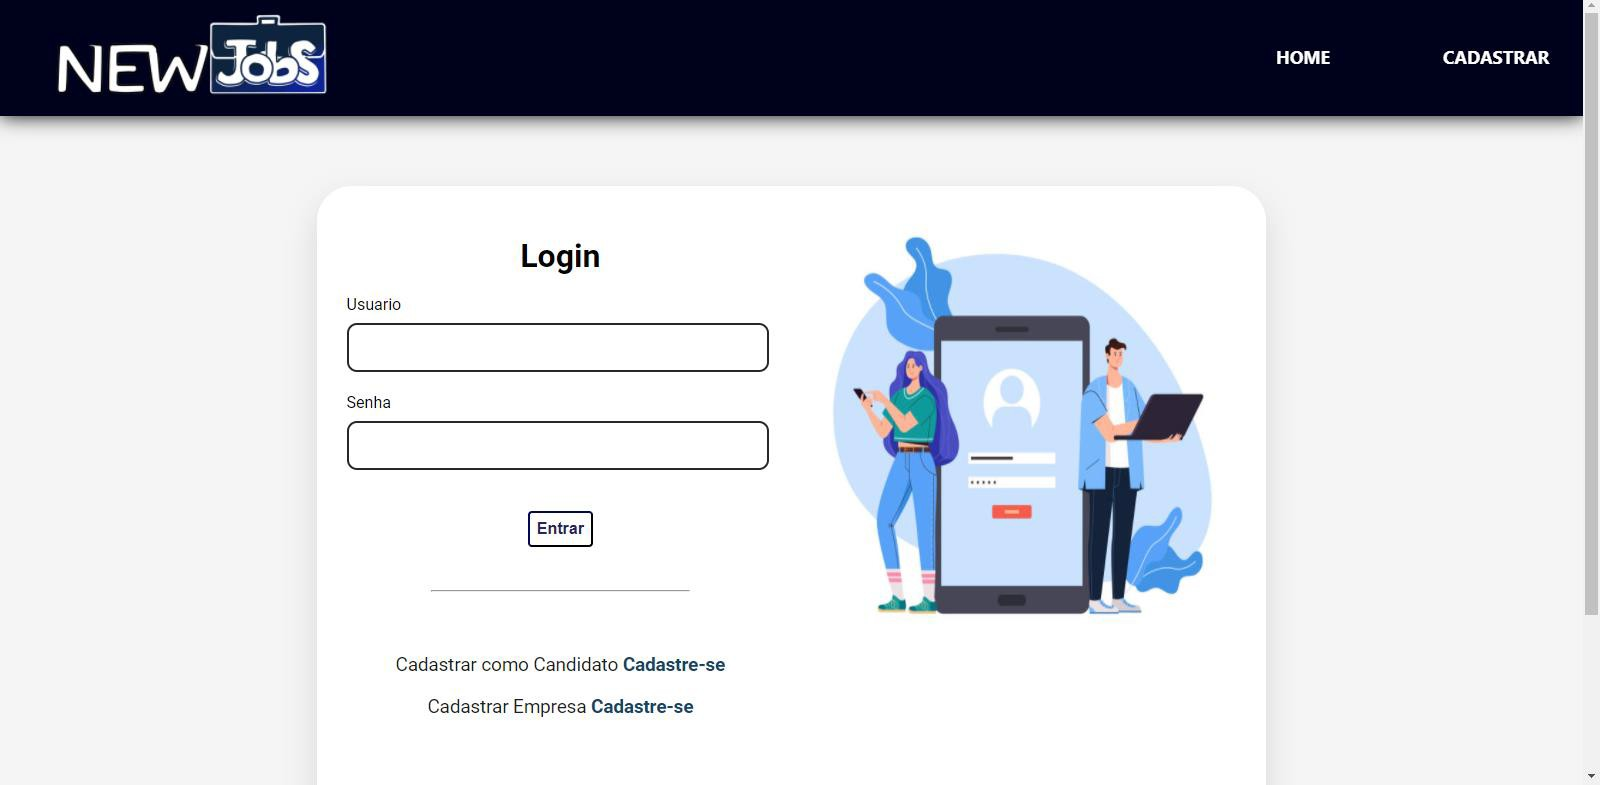 NEW JobS
HOME
CADASTRAR
Login
Usuario
Senha
Entrar
Cadastrar como Candidato Cadastre-se
Cadastrar Empresa Cadastre-se